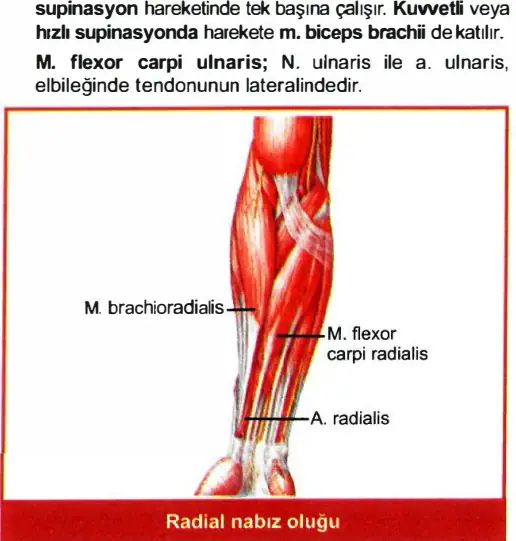 supinasyon hareketinde tek başına çalışır. Kuvvetli veya
hızlı supinasyonda harekete m. biceps brachii de katılır.
M. flexor carpi ulnaris; N. ulnaris ile a. ulnaris,
elbileğinde tendonunun lateralindedir.
M. brachioradialis
M. flexor
carpi radialis
A. radialis
Radial nabız oluğu